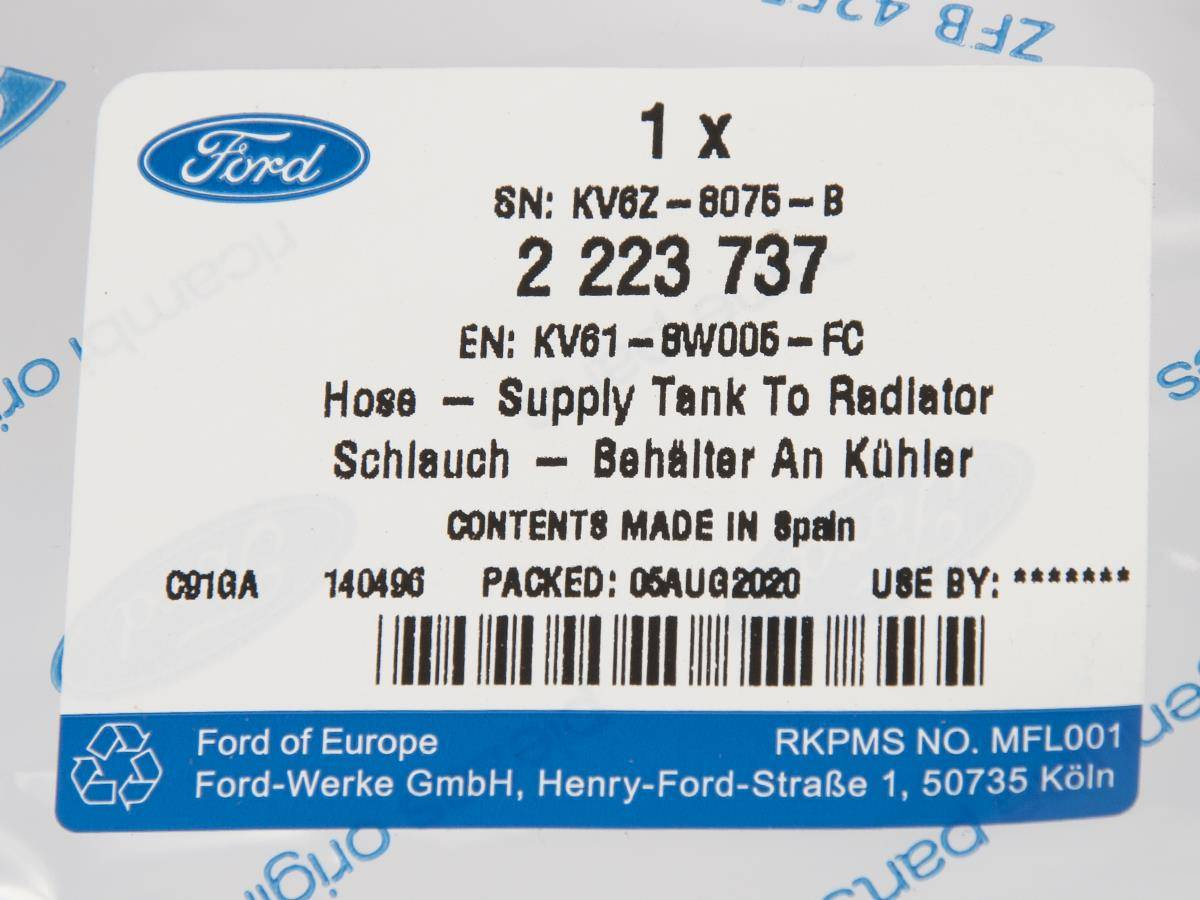 ZFB
Ford
1 x
SN: KV6Z-8075-B
2 223 737
EN: KV61-8W005-FC
Hose - Supply Tank To Radiator
Schlauch - Behälter An Kühler
CONTENTS MADE IN Spain
C91GA 140496 PACKED: 05AUG2020 USE BY: *******
Ford of Europe RKPMS NO. MFL001
Ford-Werke GmbH, Henry-Ford-Straße 1, 50735 Köln
parts